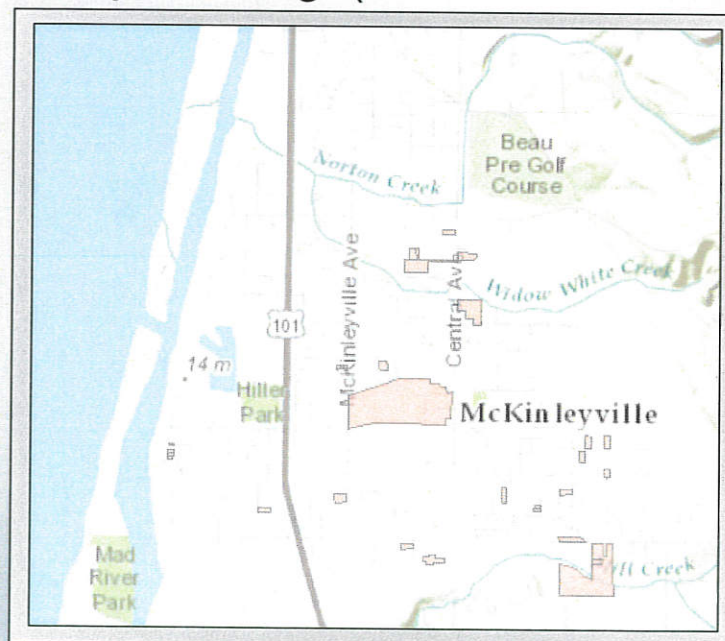 Beau
Pre Golf
Course
Norton Creek
McKinleyville Ave
Central Ave
Widow White Creek
101
14 m
Hiller
Park
McKinleyville
Mad
River
Park
Creek